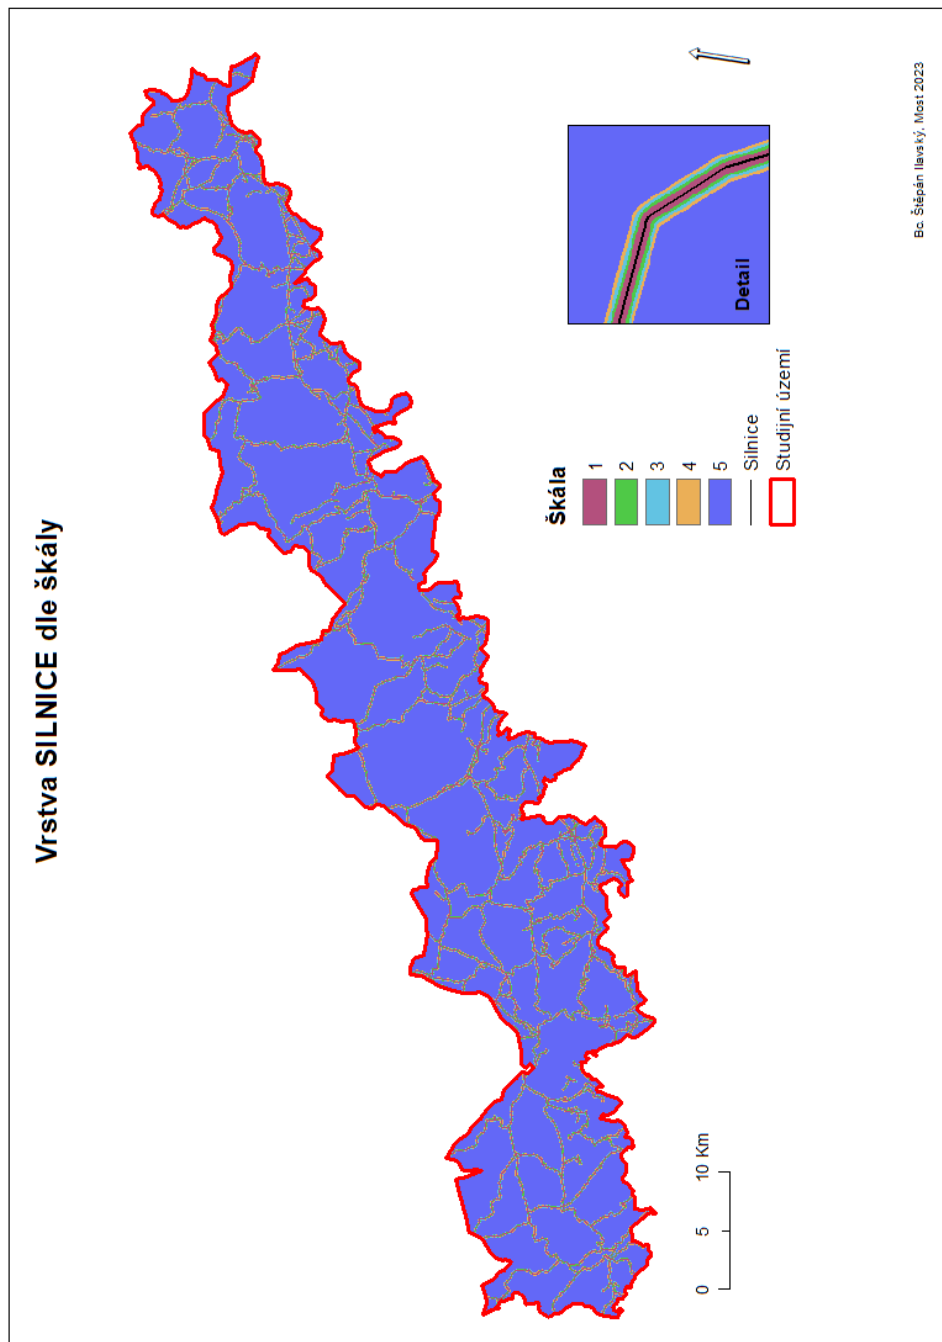 Vrstva SILNICE dle škály
Detail
Škála
1
2
3
4
5
Silnice
Studijní území
0 5 10 Km
Bc. Štěpán Ilavský, Most 2023